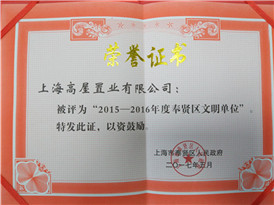 荣誉证书
上海高屋置业有限公司：
被评为“2015—2016年度奉贤区文明单位”。
特发此证，以资鼓励。
上海市奉贤区人民政府
二〇一七年三月